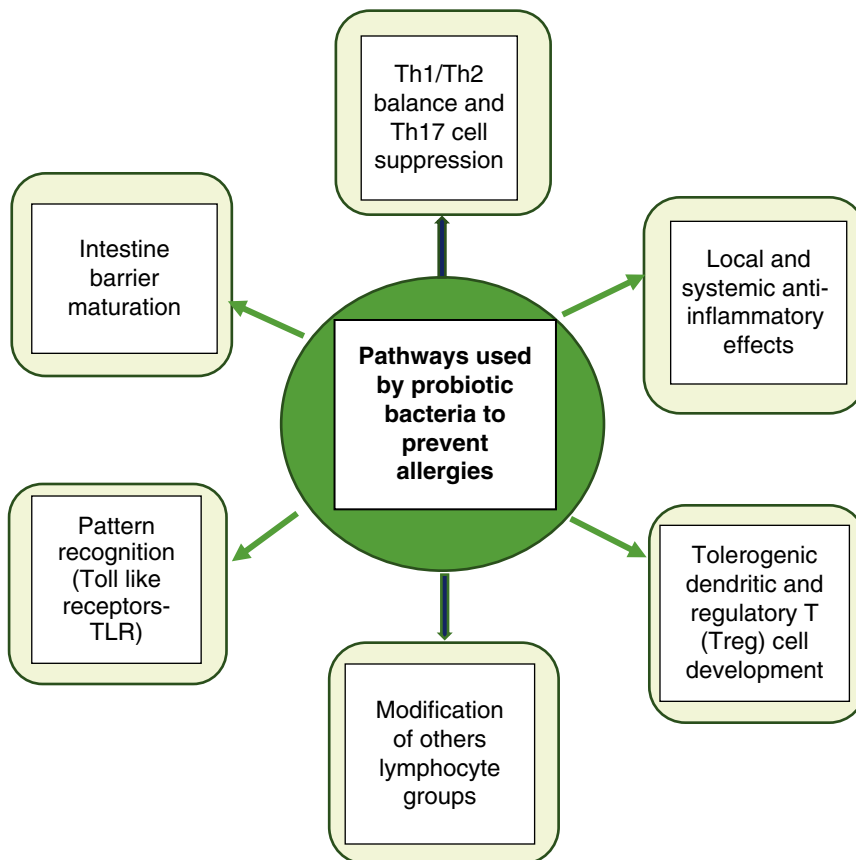 Th1/Th2
balance and
Th17 cell
suppression
Intestine
barrier
maturation
Local and
systemic anti-
inflammatory
effects
Pathways used
by probiotic
bacteria to
prevent
allergies
Pattern
recognition
(Toll like
receptors-
TLR)
Tolerogenic
dendritic and
regulatory T
(Treg) cell
development
Modification
of others
lymphocyte
groups